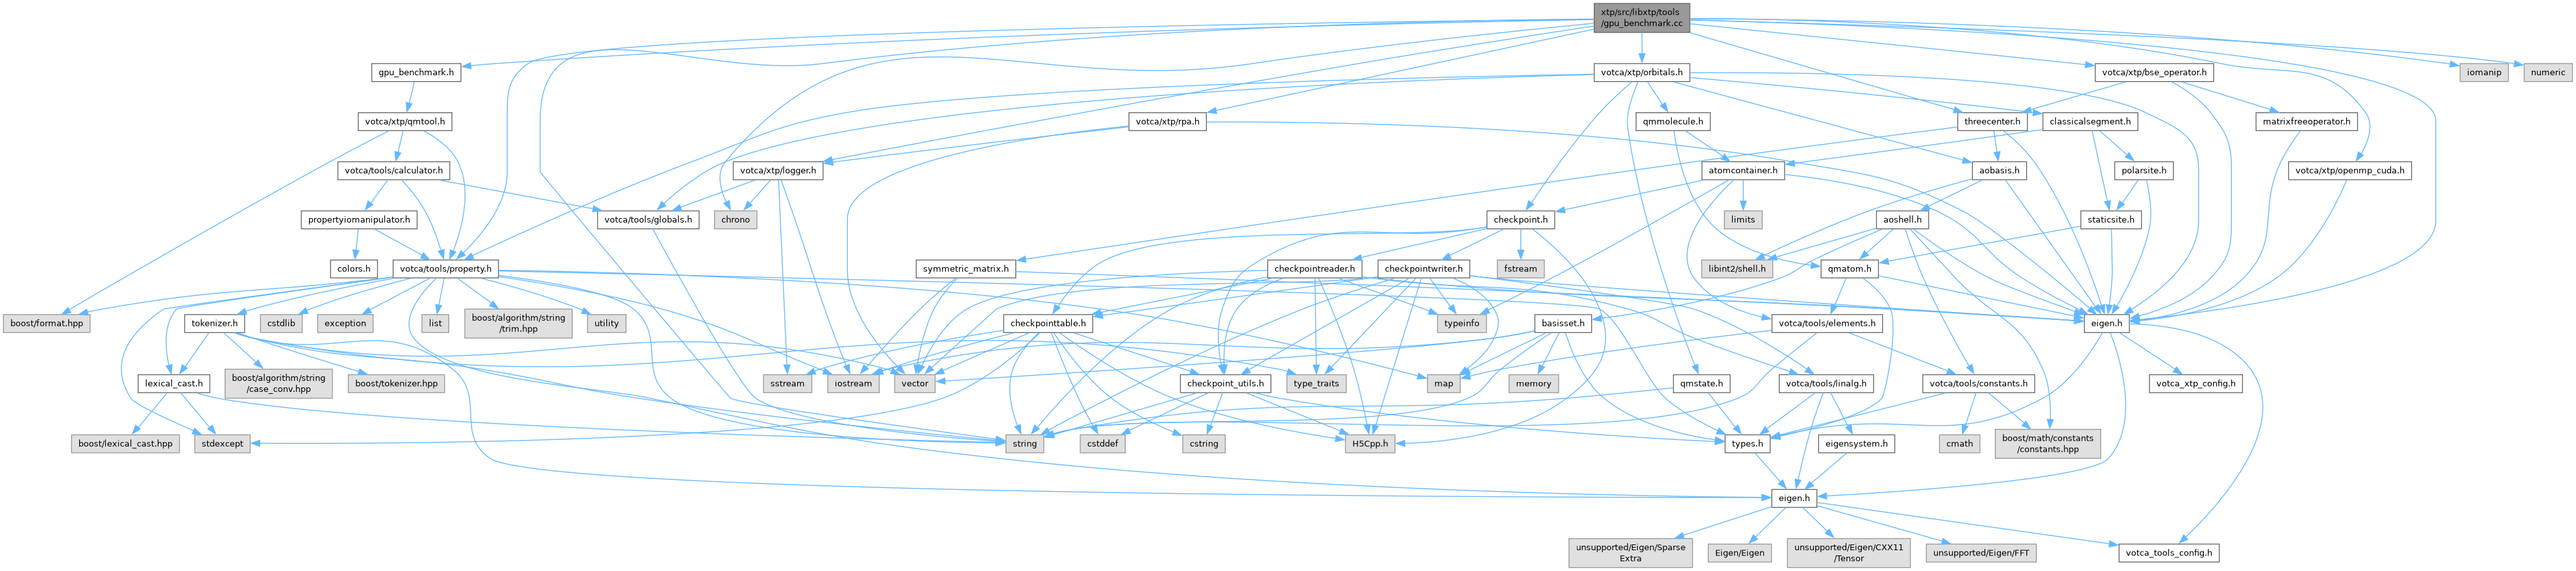 xtp/src/libxtp/tools
/gpu_benchmark.cc
gpu_benchmark.h
votca/xtp/orbitals.h
votca/xtp/bse_operator.h
iomanip
numeric
votca/xtp/qmtool.h
votca/xtp/rpa.h
qmmolecule.h
threecenter.h
classicalsegment.h
matrixfreeoperator.h
votca/tools/calculator.h
votca/xtp/logger.h
atomcontainer.h
aobasis.h
polarsite.h
votca/xtp/openmp_cuda.h
propertyiomanipulator.h
votca/tools/globals.h
chrono
checkpoint.h
limits
aoshell.h
staticsite.h
colors.h
votca/tools/property.h
symmetric_matrix.h
checkpointreader.h
checkpointwriter.h
fstream
libint2/shell.h
qmatom.h
boost/format.hpp
tokenizer.h
cstdlib
exception
list
boost/algorithm/string
/trim.hpp
utility
checkpointtable.h
typeinfo
basisset.h
votca/tools/elements.h
eigen.h
lexical_cast.h
boost/algorithm/string
/case_conv.hpp
boost/tokenizer.hpp
sstream
iostream
vector
checkpoint_utils.h
type_traits
map
memory
qmstate.h
votca/tools/linalg.h
votca/tools/constants.h
votca_xtp_config.h
boost/lexical_cast.hpp
stdexcept
string
cstddef
cstring
H5Cpp.h
types.h
eigensystem.h
cmath
boost/math/constants
/constants.hpp
eigen.h
unsupported/Eigen/Sparse
Extra
Eigen/Eigen
unsupported/Eigen/CXX11
/Tensor
unsupported/Eigen/FFT
votca_tools_config.h